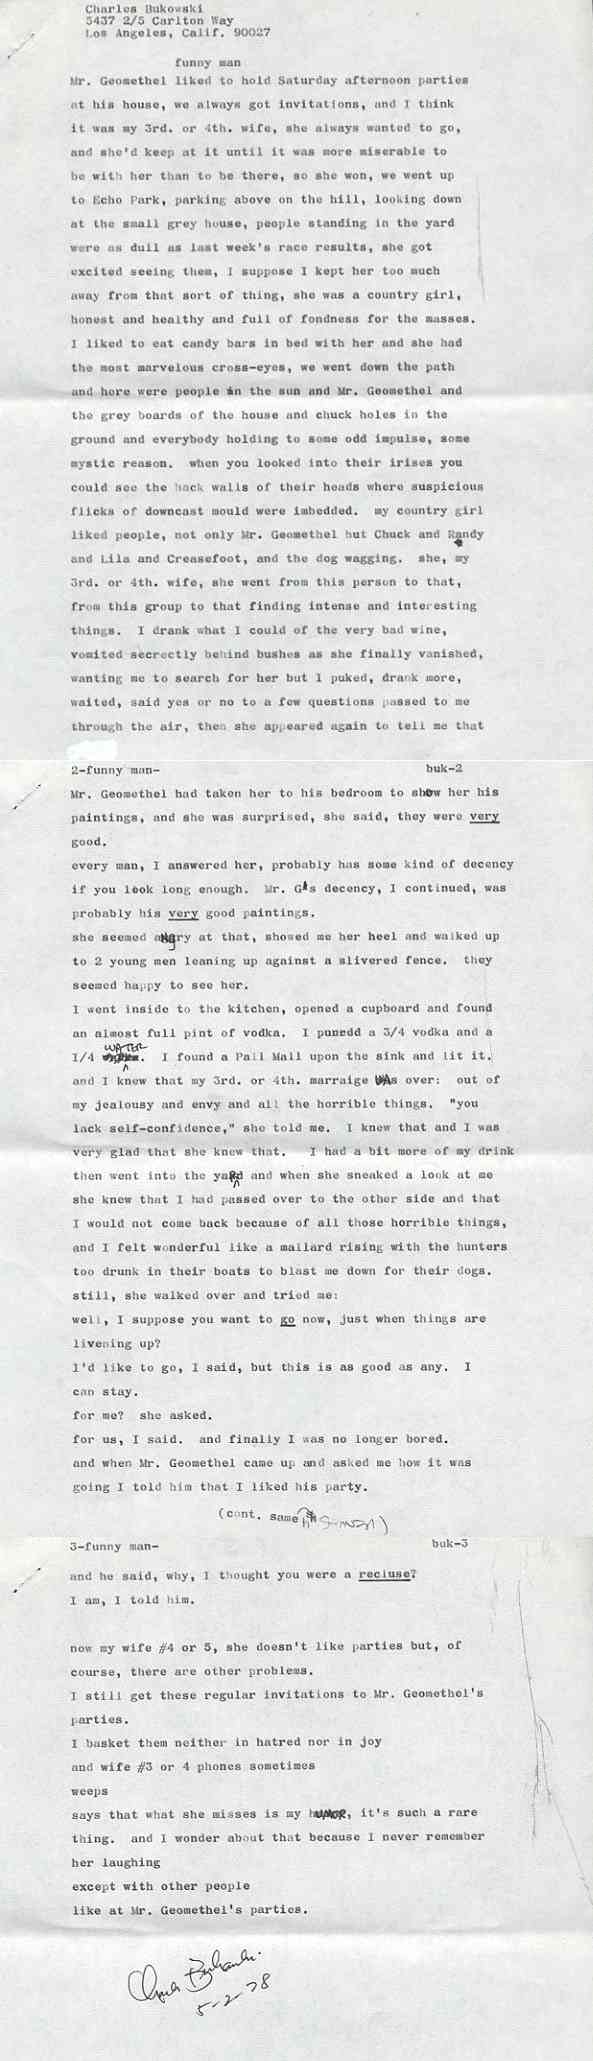 Charles Bukowski
5437 2/5 Carlton Way
Los Angeles, Calif. 90027
funny man
Mr. Geomethel liked to hold Saturday afternoon parties
at his house, we always got invitations, and I think
it was my 3rd. or 4th. wife, she always wanted to go,
and she'd keep at it until it was more miserable to
be with her than to be there, so she won, we went up
to Echo Park, parking above on the hill, looking down
at the small grey house, people standing in the yard
were as dull as last week's race results, she got
excited seeing them, I suppose I kept her too much
away from that sort of thing, she was a country girl,
honest and healthy and full of fondness for the masses.
I liked to eat candy bars in bed with her and she had
the most marvelous cross-eyes, we went down the path
and here were people in the sun and Mr. Geomethel and
the grey boards of the house and chuck holes in the
ground and everybody holding to some odd impulse, some
mystic reason. when you looked into their irises you
could see the back walls of their heads where suspicious
flicks of downcast mould were imbedded. my country girl
liked people, not only Mr. Geomethel but Chuck and Randy
and Lila and Creasefoot, and the dog wagging. she, my
3rd. or 4th. wife, she went from this person to that,
from this group to that finding intense and interesting
things. I drank what I could of the very bad wine,
vomited secrectly behind bushes as she finally vanished,
wanting me to search for her but I puked, drank more,
waited, said yes or no to a few questions passed to me
through the air, then she appeared again to tell me that
2-funny man- buk-2
Mr. Geomethel had taken her to his bedroom to show her his
paintings, and she was surprised, she said, they were very
good.
every man, I answered her, probably has some kind of decency
if you look long enough. Mr. G's decency, I continued, was
probably his very good paintings.
she seemed angry at that, showed me her heel and walked up
to 2 young men leaning up against a slivered fence. they
seemed happy to see her.
I went inside to the kitchen, opened a cupboard and found
an almost full pint of vodka. I puredd a 3/4 vodka and a
1/4 WATER. I found a Pall Mall upon the sink and lit it.
and I knew that my 3rd. or 4th. marraige was over: out of
my jealousy and envy and all the horrible things. "you
lack self-confidence," she told me. I knew that and I was
very glad that she knew that. I had a bit more of my drink
then went into the yard and when she sneaked a look at me
she knew that I had passed over to the other side and that
I would not come back because of all those horrible things,
and I felt wonderful like a mallard rising with the hunters
too drunk in their boats to blast me down for their dogs.
still, she walked over and tried me:
well, I suppose you want to go now, just when things are
livening up?
I'd like to go, I said, but this is as good as any. I
can stay.
for me? she asked.
for us, I said. and finally I was no longer bored.
and when Mr. Geomethel came up and asked me how it was
going I told him that I liked his party.
(cont. same
3-funny man- buk-3
and he said, why, I thought you were a recluse?
I am, I told him.
now my wife #4 or 5, she doesn't like parties but, of
course, there are other problems.
I still get these regular invitations to Mr. Geomethel's
parties.
I basket them neither in hatred nor in joy
and wife #3 or 4 phones sometimes
weeps
says that what she misses is my humor, it's such a rare
thing. and I wonder about that because I never remember
her laughing
except with other people
like at Mr. Geomethel's parties.
Charles Bukowski
5-2-78